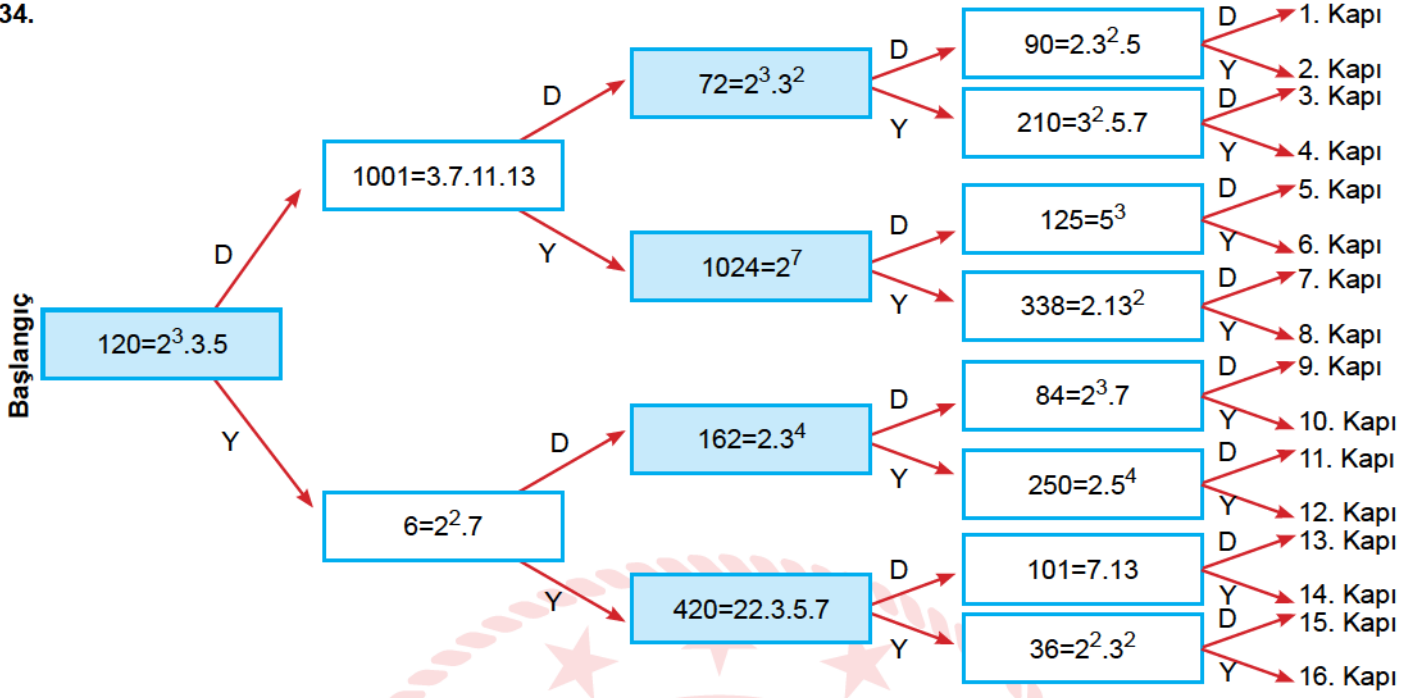 34.
Başlangıç
120=2³.3.5
D
Y
1001=3.7.11.13
D
Y
6=2².7
D
Y
72=2³.3²
D
Y
1024=2⁷
D
Y
162=2.3⁴
D
Y
420=22.3.5.7
D
Y
90=2.3².5
D
Y
210=3².5.7
D
Y
125=5³
D
Y
338=2.13²
D
Y
84=2³.7
D
Y
250=2.5⁴
D
Y
101=7.13
D
Y
36=2².3²
D
Y
1. Kapı
2. Kapı
3. Kapı
4. Kapı
5. Kapı
6. Kapı
7. Kapı
8. Kapı
9. Kapı
10. Kapı
11. Kapı
12. Kapı
13. Kapı
14. Kapı
15. Kapı
16. Kapı